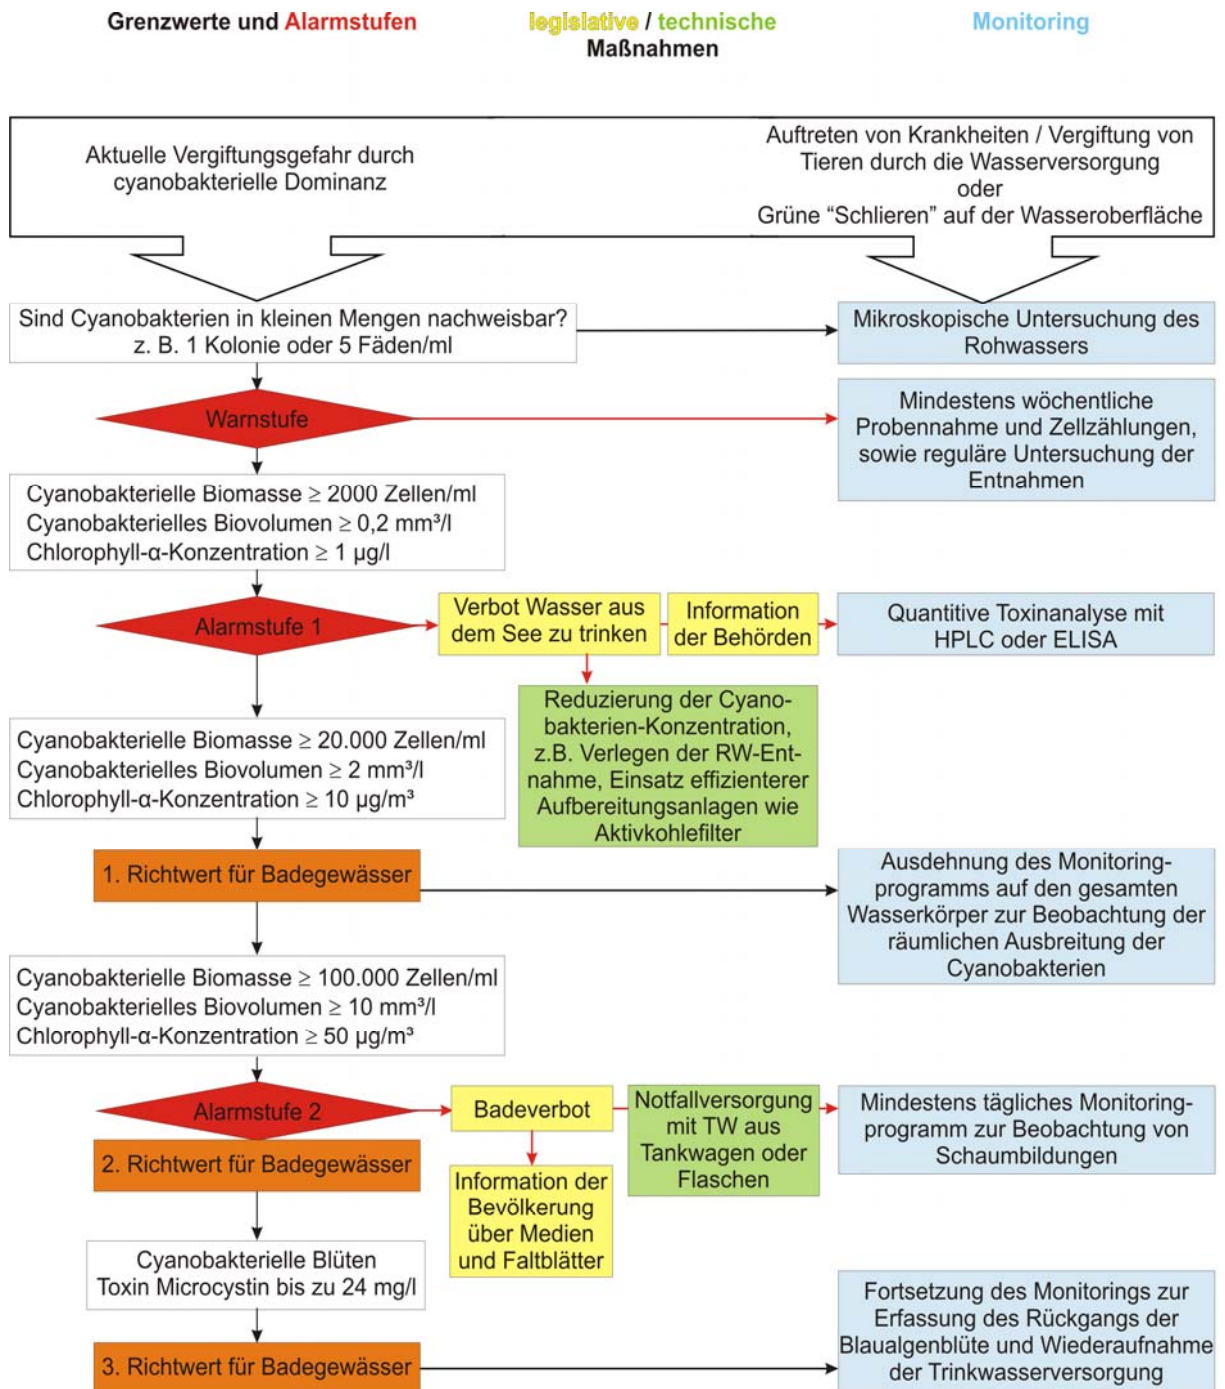 Grenzwerte und Alarmstufen
legislative / technische
Maßnahmen
Monitoring
Aktuelle Vergiftungsgefahr durch
cyanobakterielle Dominanz
Auftreten von Krankheiten / Vergiftung von
Tieren durch die Wasserversorgung
oder
Grüne “Schlieren” auf der Wasseroberfläche
Sind Cyanobakterien in kleinen Mengen nachweisbar?
z. B. 1 Kolonie oder 5 Fäden/ml
Mikroskopische Untersuchung des
Rohwassers
Warnstufe
Mindestens wöchentliche
Probennahme und Zellzählungen,
sowie reguläre Untersuchung der
Entnahmen
Cyanobakterielle Biomasse ≥ 2000 Zellen/ml
Cyanobakterielles Biovolumen ≥ 0,2 mm³/l
Chlorophyll-α-Konzentration ≥ 1 µg/l
Alarmstufe 1
Verbot Wasser aus
dem See zu trinken
Information
der Behörden
Quantitive Toxinanalyse mit
HPLC oder ELISA
Reduzierung der Cyano-
bakterien-Konzentration,
z.B. Verlegen der RW-Ent-
nahme, Einsatz effizienterer
Aufbereitungsanlagen wie
Aktivkohlefilter
Cyanobakterielle Biomasse ≥ 20.000 Zellen/ml
Cyanobakterielles Biovolumen ≥ 2 mm³/l
Chlorophyll-α-Konzentration ≥ 10 µg/m³
1. Richtwert für Badegewässer
Ausdehnung des Monitoring-
programms auf den gesamten
Wasserkörper zur Beobachtung der
räumlichen Ausbreitung der
Cyanobakterien
Cyanobakterielle Biomasse ≥ 100.000 Zellen/ml
Cyanobakterielles Biovolumen ≥ 10 mm³/l
Chlorophyll-α-Konzentration ≥ 50 µg/m³
Alarmstufe 2
Badeverbot
Notfallversorgung
mit TW aus
Tankwagen oder
Flaschen
Mindestens tägliches Monitoring-
programm zur Beobachtung von
Schaumbildungen
2. Richtwert für Badegewässer
Information der
Bevölkerung
über Medien
und Faltblätter
Cyanobakterielle Blüten
Toxin Microcystin bis zu 24 mg/l
3. Richtwert für Badegewässer
Fortsetzung des Monitorings zur
Erfassung des Rückgangs der
Blaualgenblüte und Wiederaufnahme
der Trinkwasserversorgung